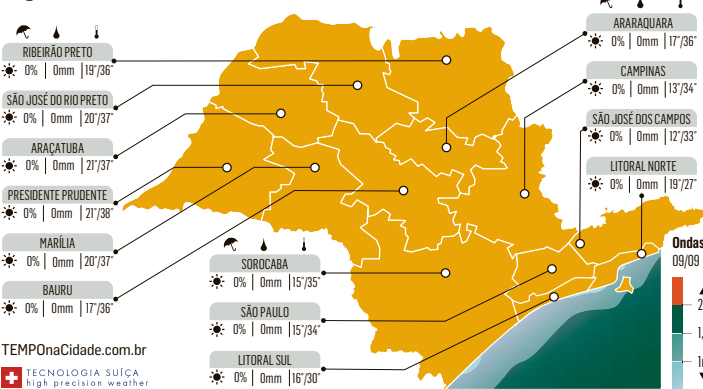 RIBEIRÃO PRETO
0% | 0mm | 19°/36°
SÃO JOSÉ DO RIO PRETO
0% | 0mm | 20°/37°
ARAÇATUBA
0% | 0mm | 21°/37°
PRESIDENTE PRUDENTE
0% | 0mm | 21°/38°
MARÍLIA
0% | 0mm | 20°/37°
BAURU
0% | 0mm | 17°/36°
SOROCABA
0% | 0mm | 15°/35°
SÃO PAULO
0% | 0mm | 15°/34°
LITORAL SUL
0% | 0mm | 16°/30°
ARARAQUARA
0% | 0mm | 17°/36°
CAMPINAS
0% | 0mm | 13°/34°
SÃO JOSÉ DOS CAMPOS
0% | 0mm | 12°/33°
LITORAL NORTE
0% | 0mm | 19°/27°
Ondas
09/09
TEMPOnaCidade.com.br
TECNOLOGIA SUÍÇA
high precision weather